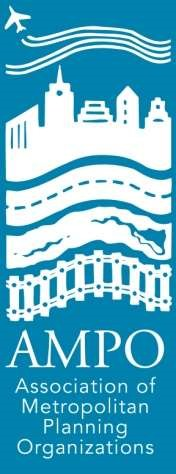 AMPO
Association of
Metropolitan
Planning
Organizations